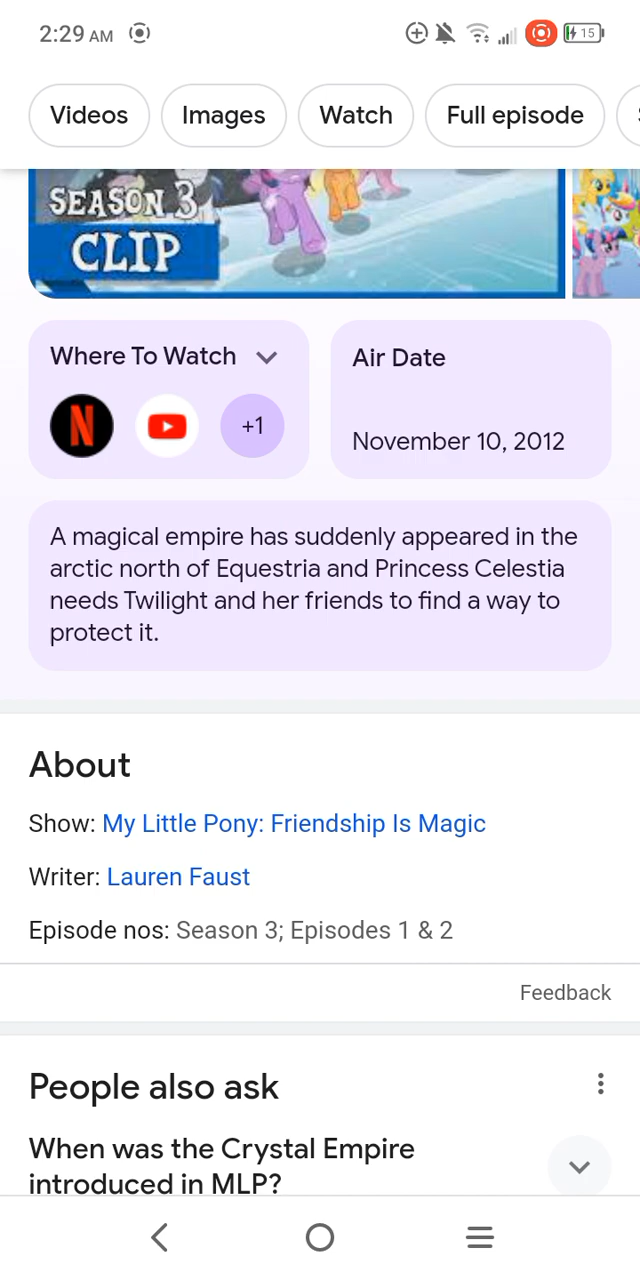 2:29 AM
15
Videos
Images
Watch
Full episode
SEASON 3
CLIP
Where To Watch
Air Date
N
+1
November 10, 2012
A magical empire has suddenly appeared in the
arctic north of Equestria and Princess Celestia
needs Twilight and her friends to find a way to
protect it.
About
Show: My Little Pony: Friendship Is Magic
Writer: Lauren Faust
Episode nos: Season 3; Episodes 1 & 2
Feedback
People also ask
When was the Crystal Empire
introduced in MLP?